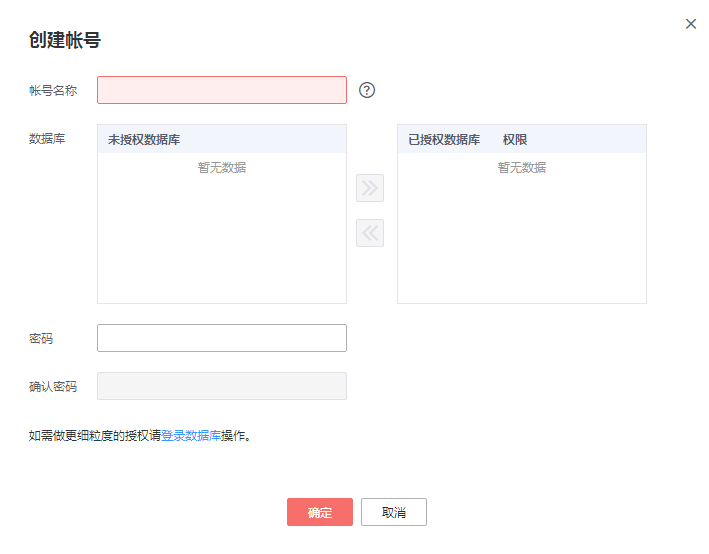 创建帐号
帐号名称
数据库
未授权数据库
暂无数据
已授权数据库 权限
暂无数据
密码
确认密码
如需做更细粒度的授权请登录数据库操作。
确定
取消